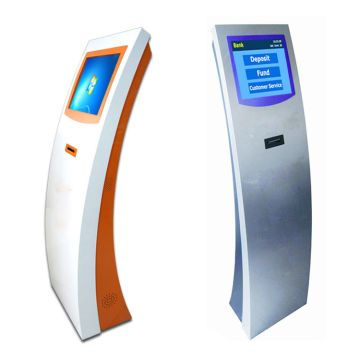 Bank
Deposit
Fund
Customer Service